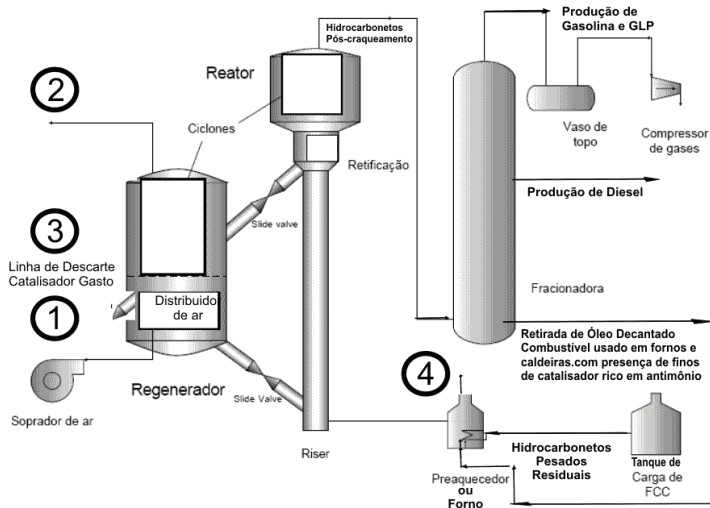 Hidrocarbonetos
Pós-craqueamento
Produção de
Gasolina e GLP
Reator
2
Ciclones
Vaso de
topo
Compressor
de gases
Retificação
Produção de Diesel
Slide valve
3
Linha de Descarte
Catalisador Gasto
Distribuido
de ar
1
Fracionadora
Retirada de Óleo Decantado
Combustível usado em fornos e
caldeiras.com presença de finos
de catalisador rico em antimônio
4
Regenerador
Slide Valve
Soprador de ar
Riser
Hidrocarbonetos
Pesados
Residuais
Tanque de
Carga de
FCC
Preaquecedor
ou
Forno